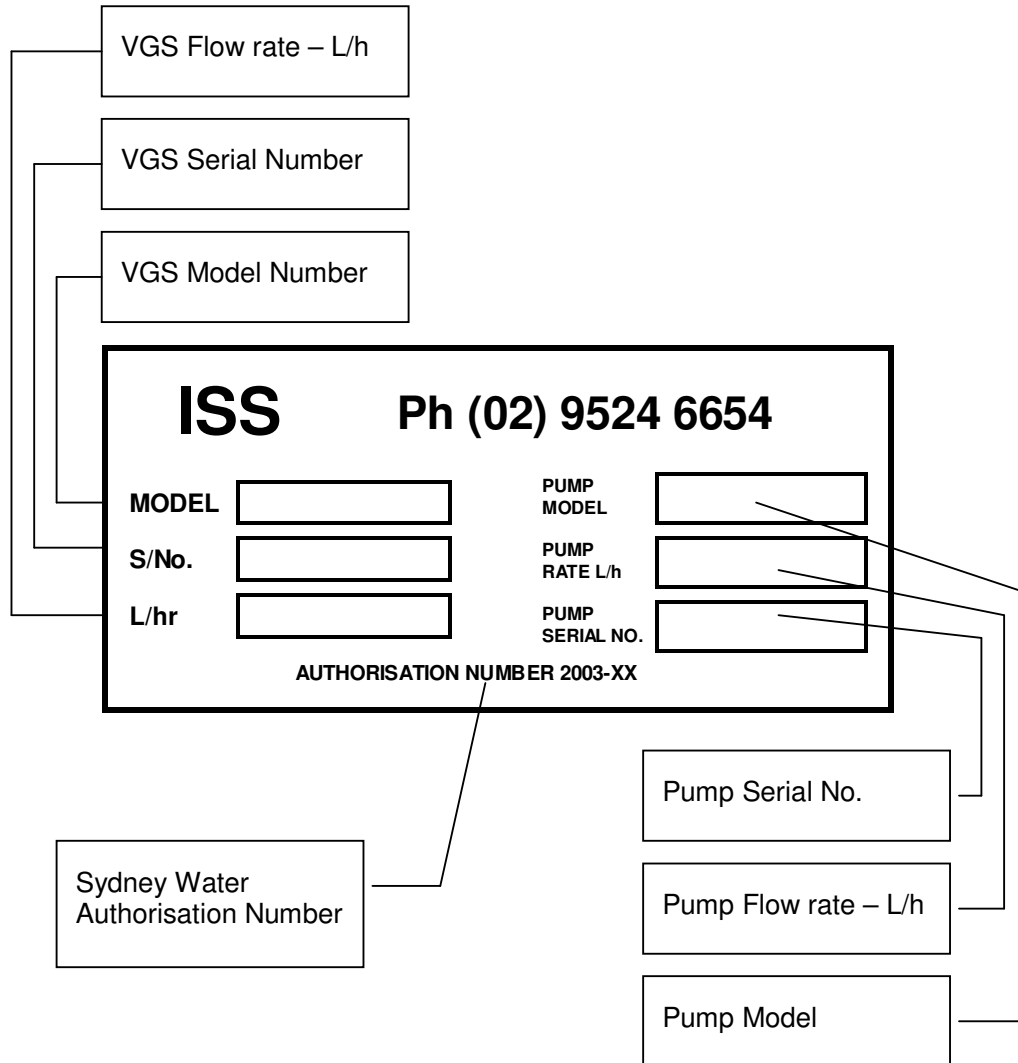 VGS Flow rate – L/h
VGS Serial Number
VGS Model Number
ISS Ph (02) 9524 6654
MODEL
S/No.
L/hr
PUMP
MODEL
PUMP
RATE L/h
PUMP
SERIAL NO.
AUTHORISATION NUMBER 2003-XX
Sydney Water
Authorisation Number
Pump Serial No.
Pump Flow rate – L/h
Pump Model